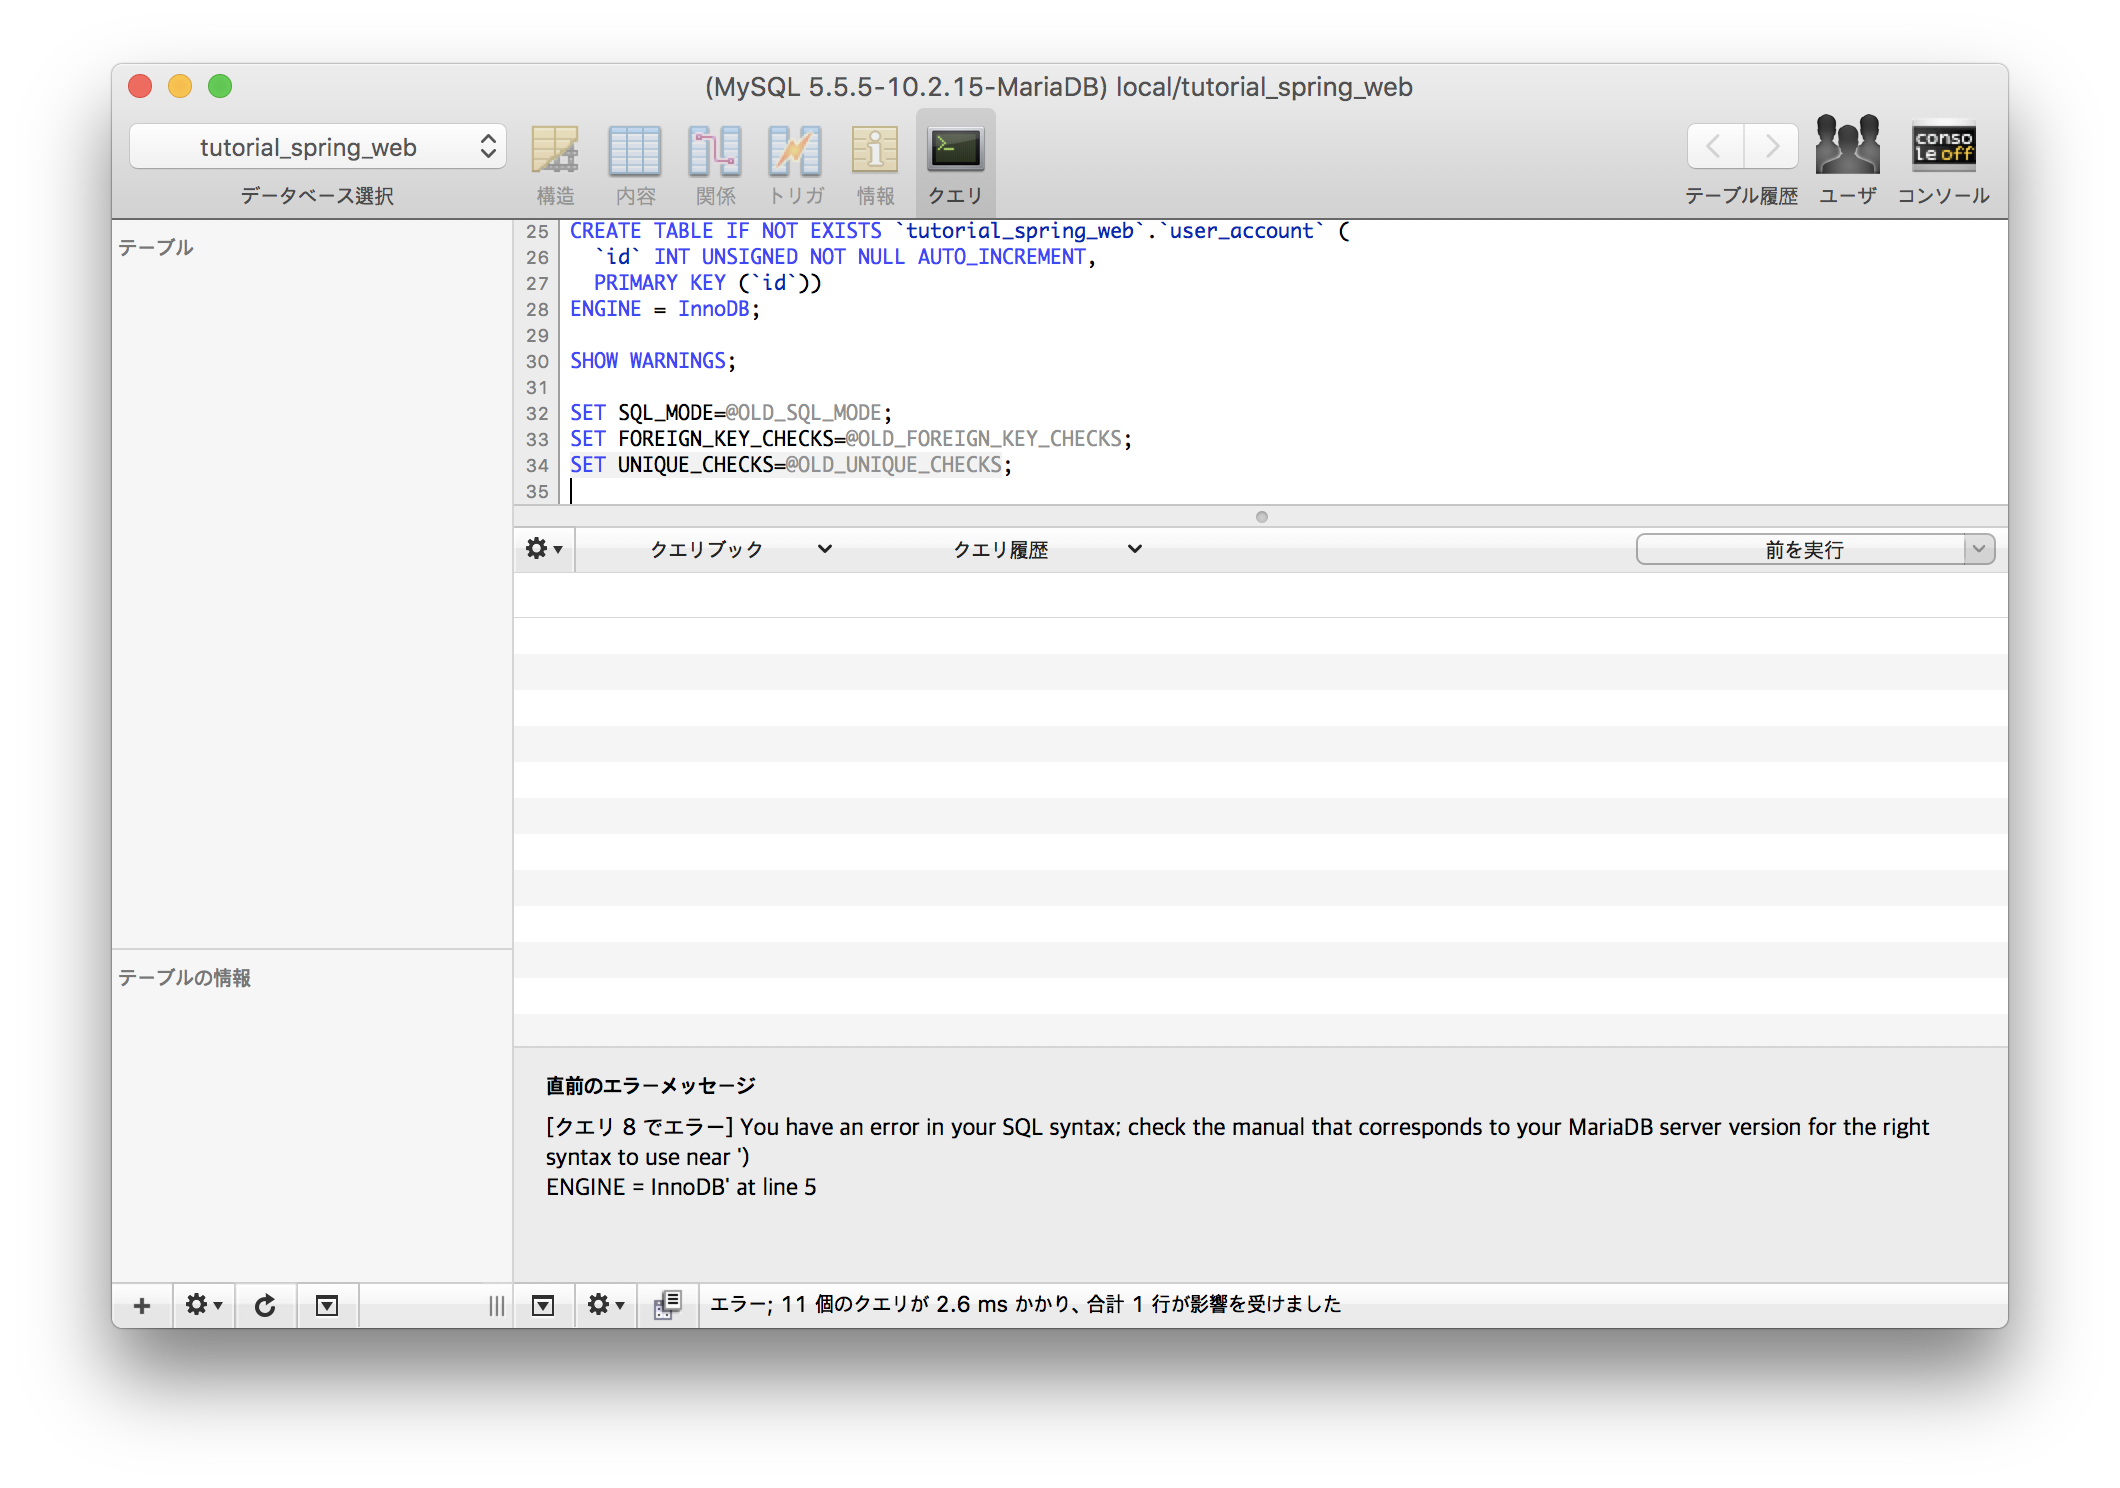 (MySQL 5.5.5-10.2.15-MariaDB) local/tutorial_spring_web
tutorial_spring_web
データベース選択
構造
内容
関係
トリガ
情報
クエリ
テーブル履歴
ユーザ
conso
le off
コンソール
テーブル
25 CREATE TABLE IF NOT EXISTS `tutorial_spring_web`.`user_account` (
26 `id` INT UNSIGNED NOT NULL AUTO_INCREMENT,
27 PRIMARY KEY (`id`))
28 ENGINE = InnoDB;
29
30 SHOW WARNINGS;
31
32 SET SQL_MODE=@OLD_SQL_MODE;
33 SET FOREIGN_KEY_CHECKS=@OLD_FOREIGN_KEY_CHECKS;
34 SET UNIQUE_CHECKS=@OLD_UNIQUE_CHECKS;
35
クエリブック
クエリ履歴
前を実行
テーブルの情報
直前のエラーメッセージ
[クエリ 8 でエラー] You have an error in your SQL syntax; check the manual that corresponds to your MariaDB server version for the right
syntax to use near ')
ENGINE = InnoDB' at line 5
エラー; 11 個のクエリが 2.6 ms かかり、合計 1 行が影響を受けました